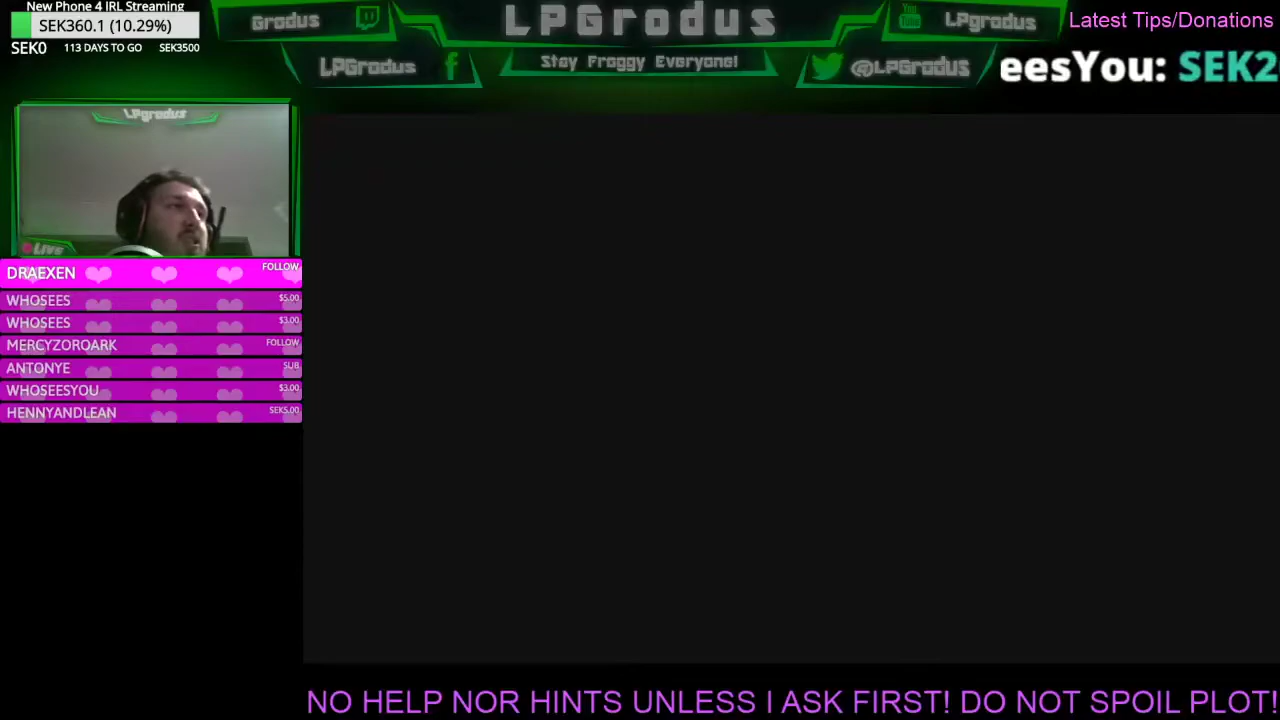 New Phone 4 IRL Streaming
SEK360.1 (10.29%)
SEK0 113 DAYS TO GO SEK3500
Grodus
LPGrodus
LPgrodus
Latest Tips/Donations
LPGrodus
Stay Froggy Everyone!
@LPGrodus
eesYou: SEK2
LPgrodus
Live
DRAEXEN FOLLOW
WHOSEES $5.00
WHOSEES $3.00
MERCYZOROARK FOLLOW
ANTONYE SUB
WHOSEESYOU $3.00
HENNYANDLEAN SEK5.00
NO HELP NOR HINTS UNLESS I ASK FIRST! DO NOT SPOIL PLOT!